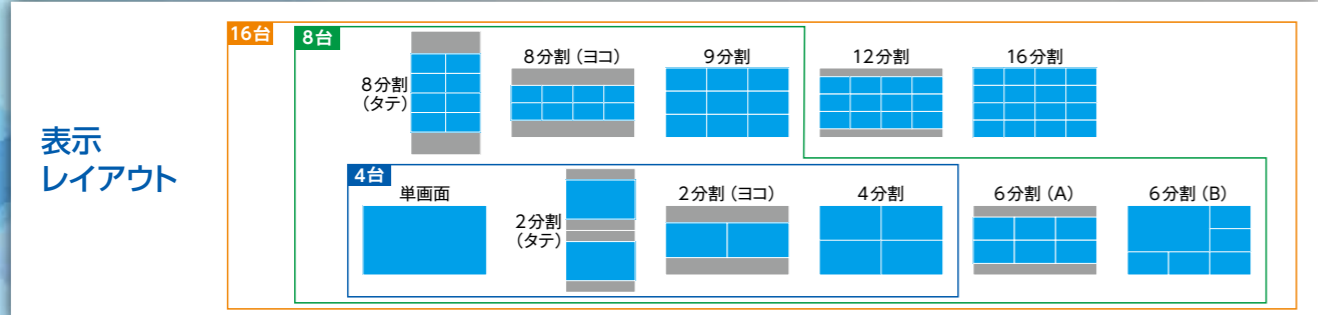 表示
レイアウト
16台
8台
8分割
(タテ)
8分割(ヨコ)
9分割
12分割
16分割
4台
単画面
2分割
(タテ)
2分割(ヨコ)
4分割
6分割(A)
6分割(B)